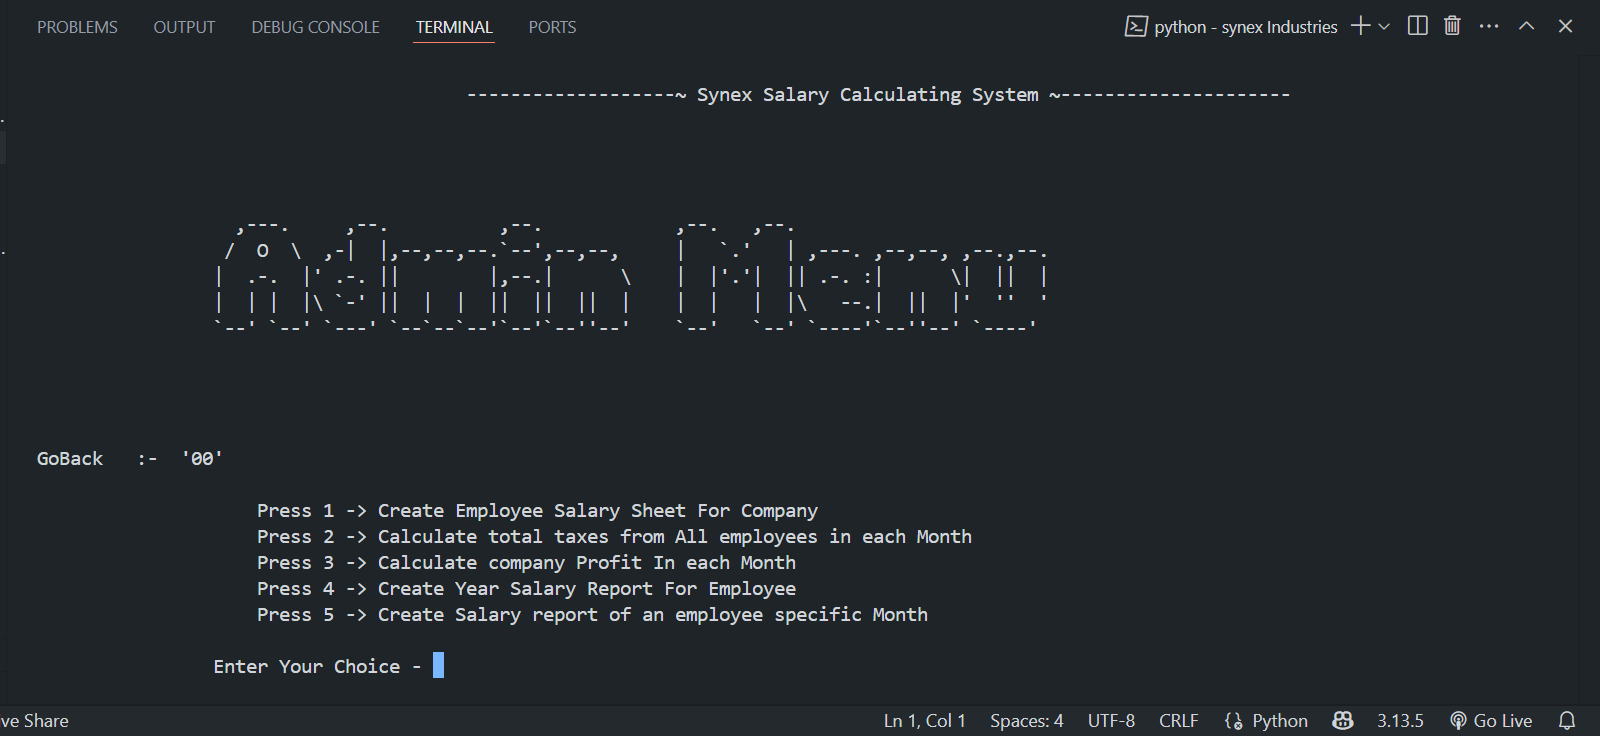 PROBLEMS OUTPUT DEBUG CONSOLE TERMINAL PORTS python - synex Industries
-------------------~ Synex Salary Calculating System ~---------------------
Admin Menu
GoBack :- '00'
Press 1 -> Create Employee Salary Sheet For Company
Press 2 -> Calculate total taxes from All employees in each Month
Press 3 -> Calculate company Profit In each Month
Press 4 -> Create Year Salary Report For Employee
Press 5 -> Create Salary report of an employee specific Month
Enter Your Choice -
ve Share Ln 1, Col 1 Spaces: 4 UTF-8 CRLF Python 3.13.5 Go Live